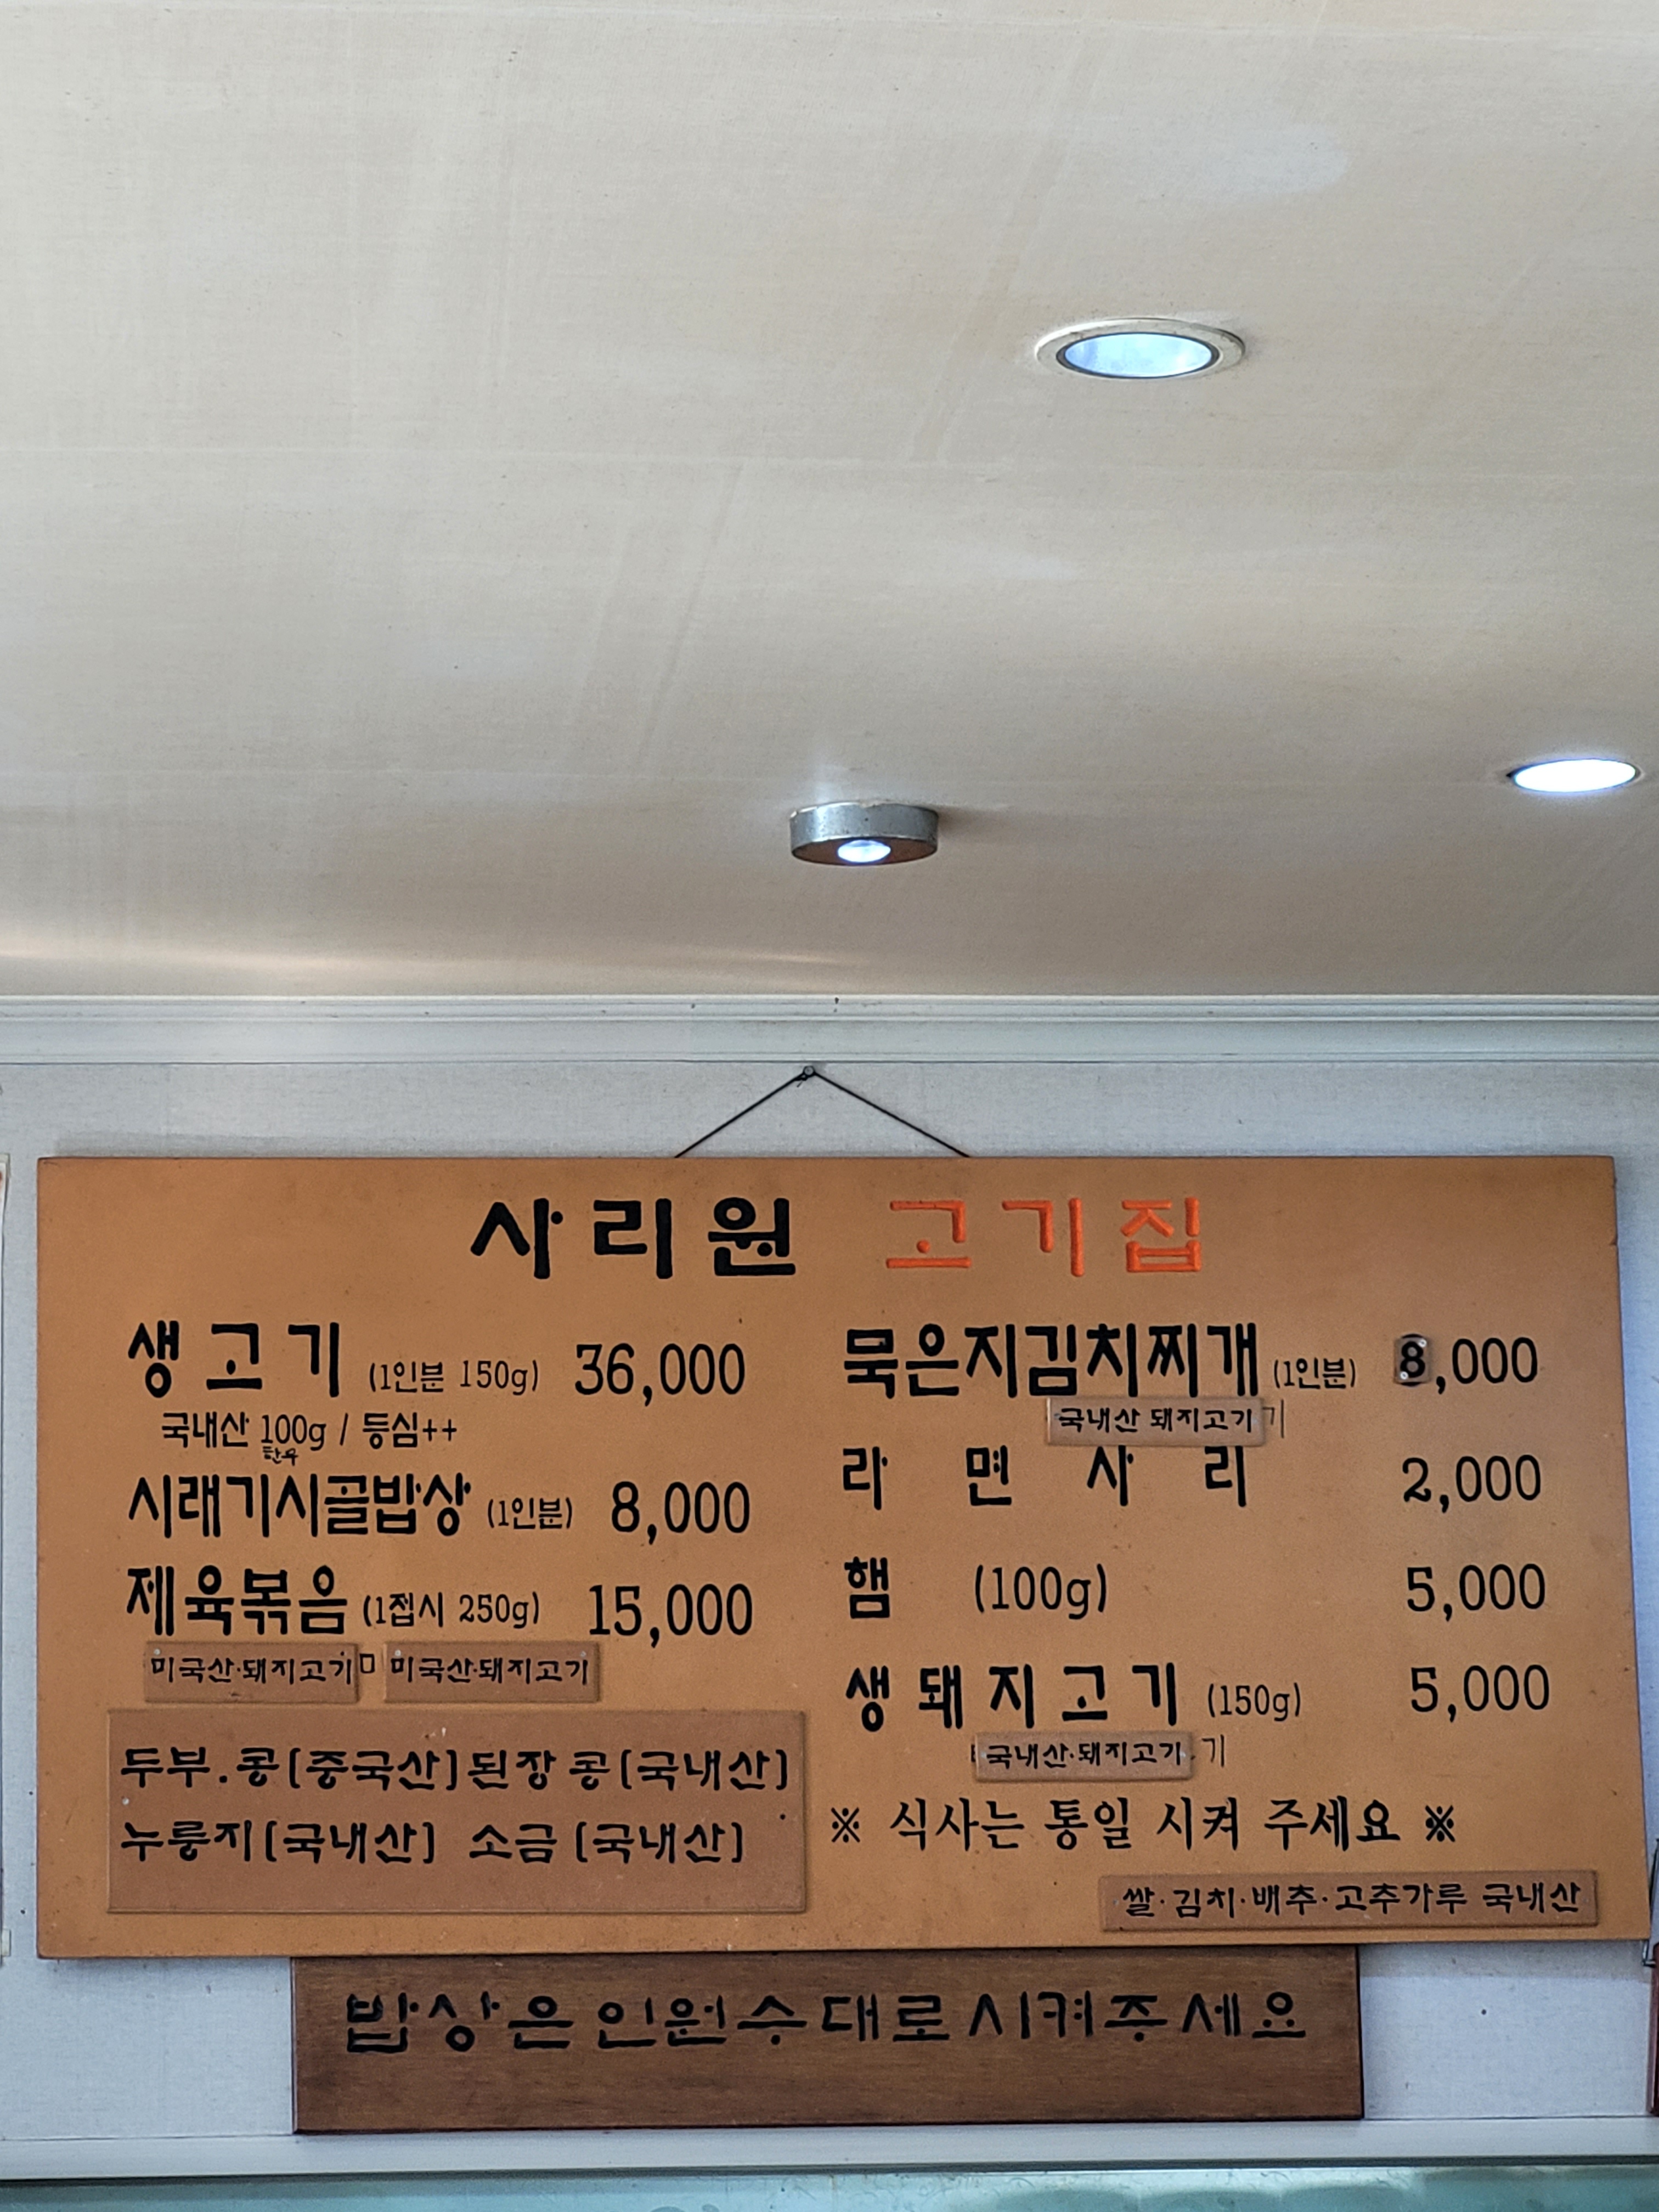 사리원 고기집
생고기 (1인분 150g) 36,000
국내산 100g / 등심++
한우
시래기시골밥상 (1인분) 8,000
제육볶음 (1접시 250g) 15,000
미국산·돼지고기 미국산·돼지고기
두부.콩(중국산)된장 콩(국내산)
누룽지(국내산) 소금(국내산)
묵은지김치찌개 (1인분) 8,000
국내산 돼지고기
라면사리 2,000
햄 (100g) 5,000
생돼지고기 (150g) 5,000
국내산·돼지고기
※ 식사는 통일 시켜 주세요 ※
쌀·김치·배추·고추가루 국내산
밥상은인원수대로시켜주세요